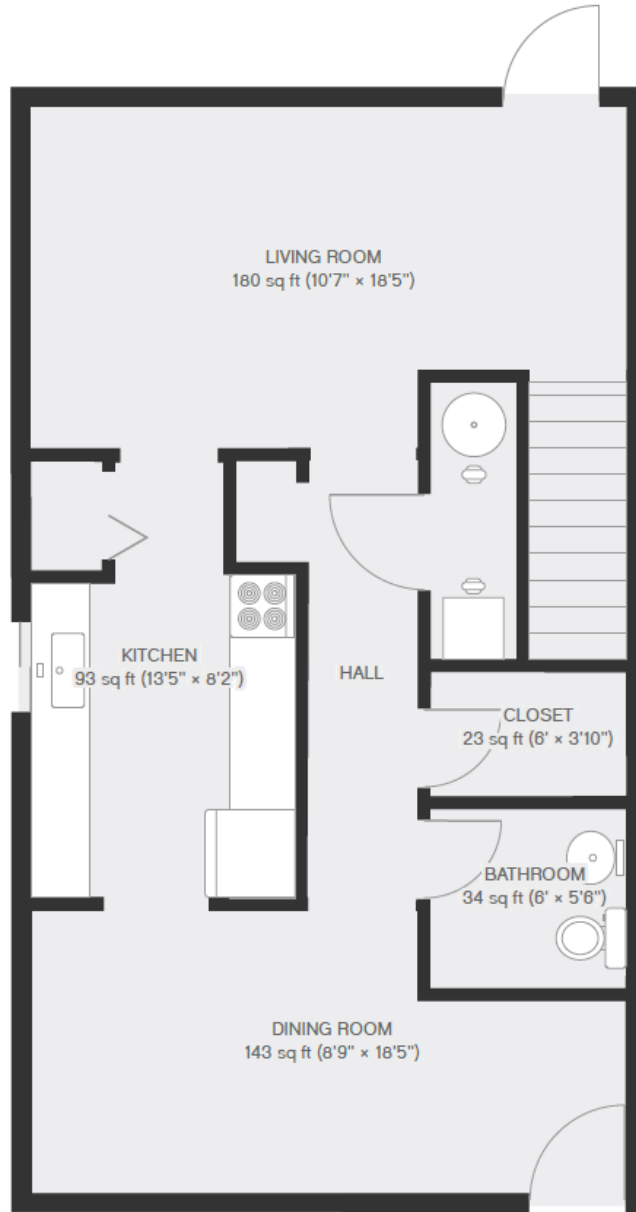 LIVING ROOM
180 sq ft (10'7" × 18'5")
KITCHEN
93 sq ft (13'5" × 8'2")
HALL
CLOSET
23 sq ft (6' × 3'10")
BATHROOM
34 sq ft (6' × 5'6")
DINING ROOM
143 sq ft (8'9" × 18'5")